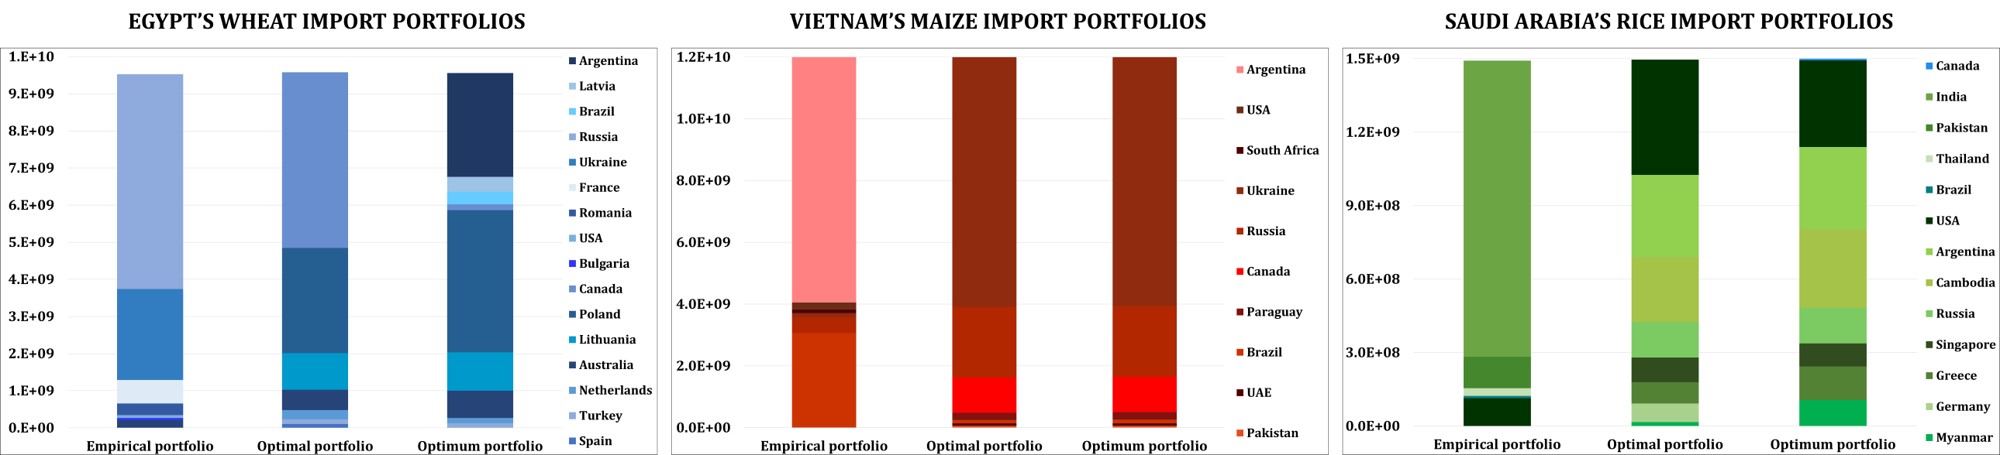 EGYPT’S WHEAT IMPORT PORTFOLIOS
1.E+10
9.E+09
8.E+09
7.E+09
6.E+09
5.E+09
4.E+09
3.E+09
2.E+09
1.E+09
0.E+00
Empirical portfolio
Optimal portfolio
Optimum portfolio
Argentina
Latvia
Brazil
Russia
Ukraine
France
Romania
USA
Bulgaria
Canada
Poland
Lithuania
Australia
Netherlands
Turkey
Spain
VIETNAM’S MAIZE IMPORT PORTFOLIOS
1.2E+10
1.0E+10
8.0E+09
6.0E+09
4.0E+09
2.0E+09
0.0E+00
Empirical portfolio
Optimal portfolio
Optimum portfolio
Argentina
USA
South Africa
Ukraine
Russia
Canada
Paraguay
Brazil
UAE
Pakistan
SAUDI ARABIA’S RICE IMPORT PORTFOLIOS
1.5E+09
1.2E+09
9.0E+08
6.0E+08
3.0E+08
0.0E+00
Empirical portfolio
Optimal portfolio
Optimum portfolio
Canada
India
Pakistan
Thailand
Brazil
USA
Argentina
Cambodia
Russia
Singapore
Greece
Germany
Myanmar